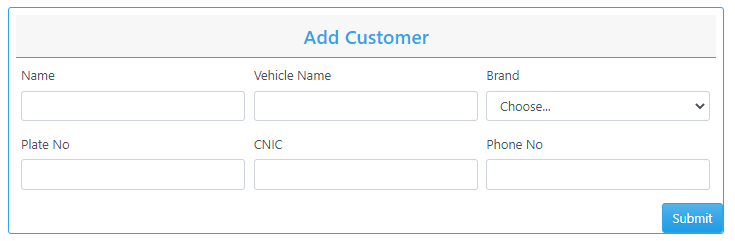 Add Customer
Name Vehicle Name Brand
Choose...
Plate No CNIC Phone No
Submit